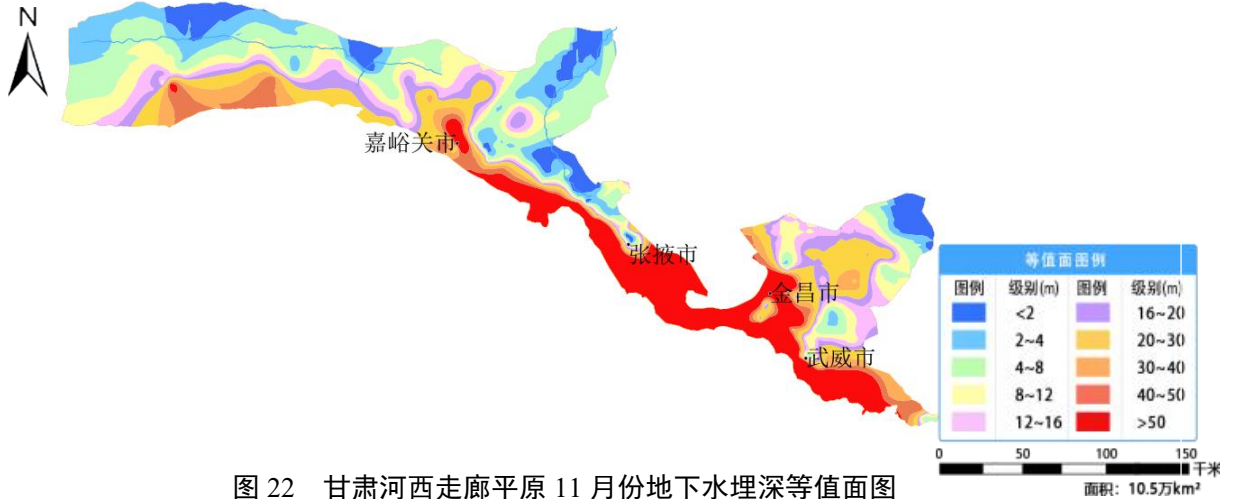 N
嘉峪关市
张掖市
金昌市
武威市
等值面图例
图例 级别(m) 图例 级别(m)
<2 16~20
2~4 20~30
4~8 30~40
8~12 40~50
12~16 >50
0 50 100 150
千米
面积：10.5万km²
图 22 甘肃河西走廊平原 11 月份地下水埋深等值面图